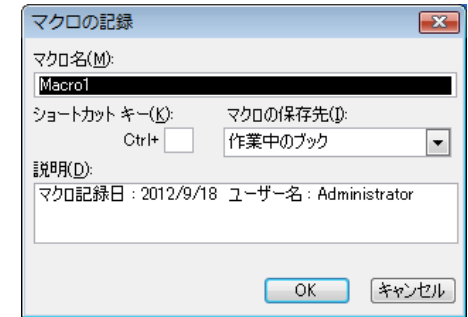 マクロの記録
マクロ名(M):
Macro1
ショートカット キー(K): マクロの保存先(I):
Ctrl+ 作業中のブック
説明(D):
マクロ記録日 : 2012/9/18 ユーザー名 : Administrator
OK キャンセル